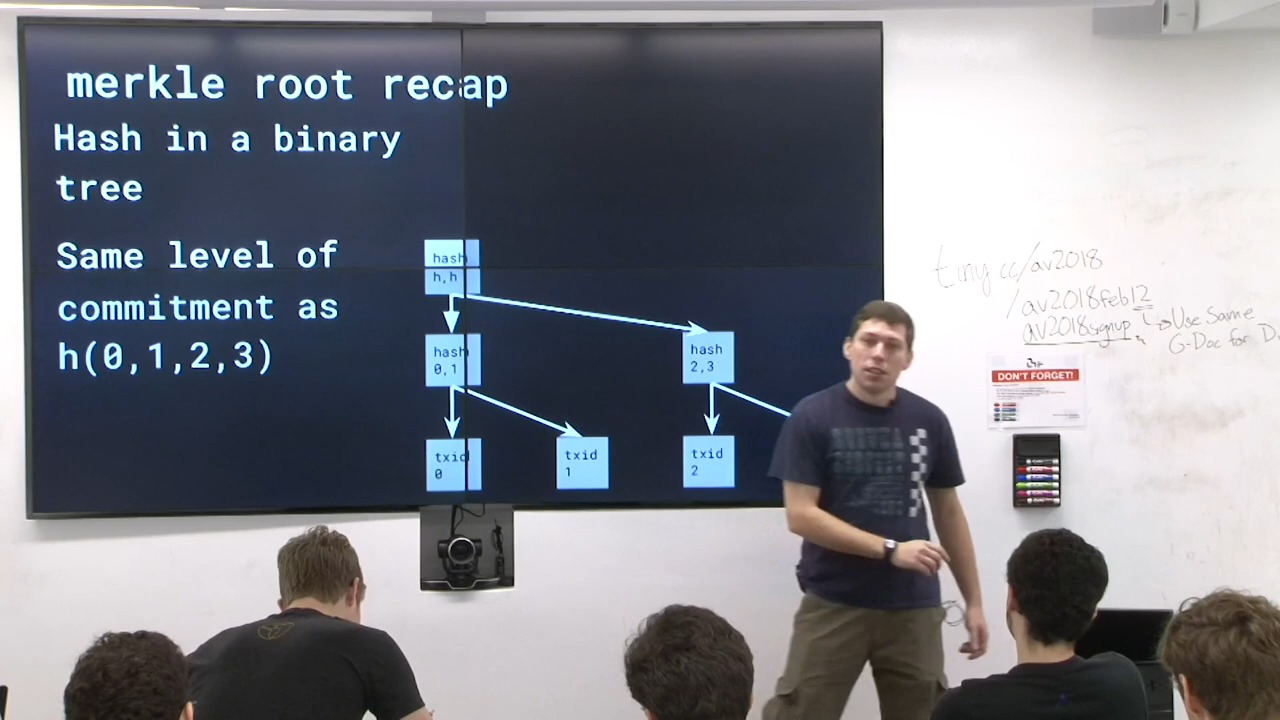 merkle root recap
Hash in a binary
tree
Same level of
commitment as
h(0,1,2,3)
hash
h,h
hash
0,1
hash
2,3
txid
0
txid
1
txid
2
tiny.cc/av2018
/av2018feb12
av2018signup
Use Same
G-Doc for
DON'T FORGET!